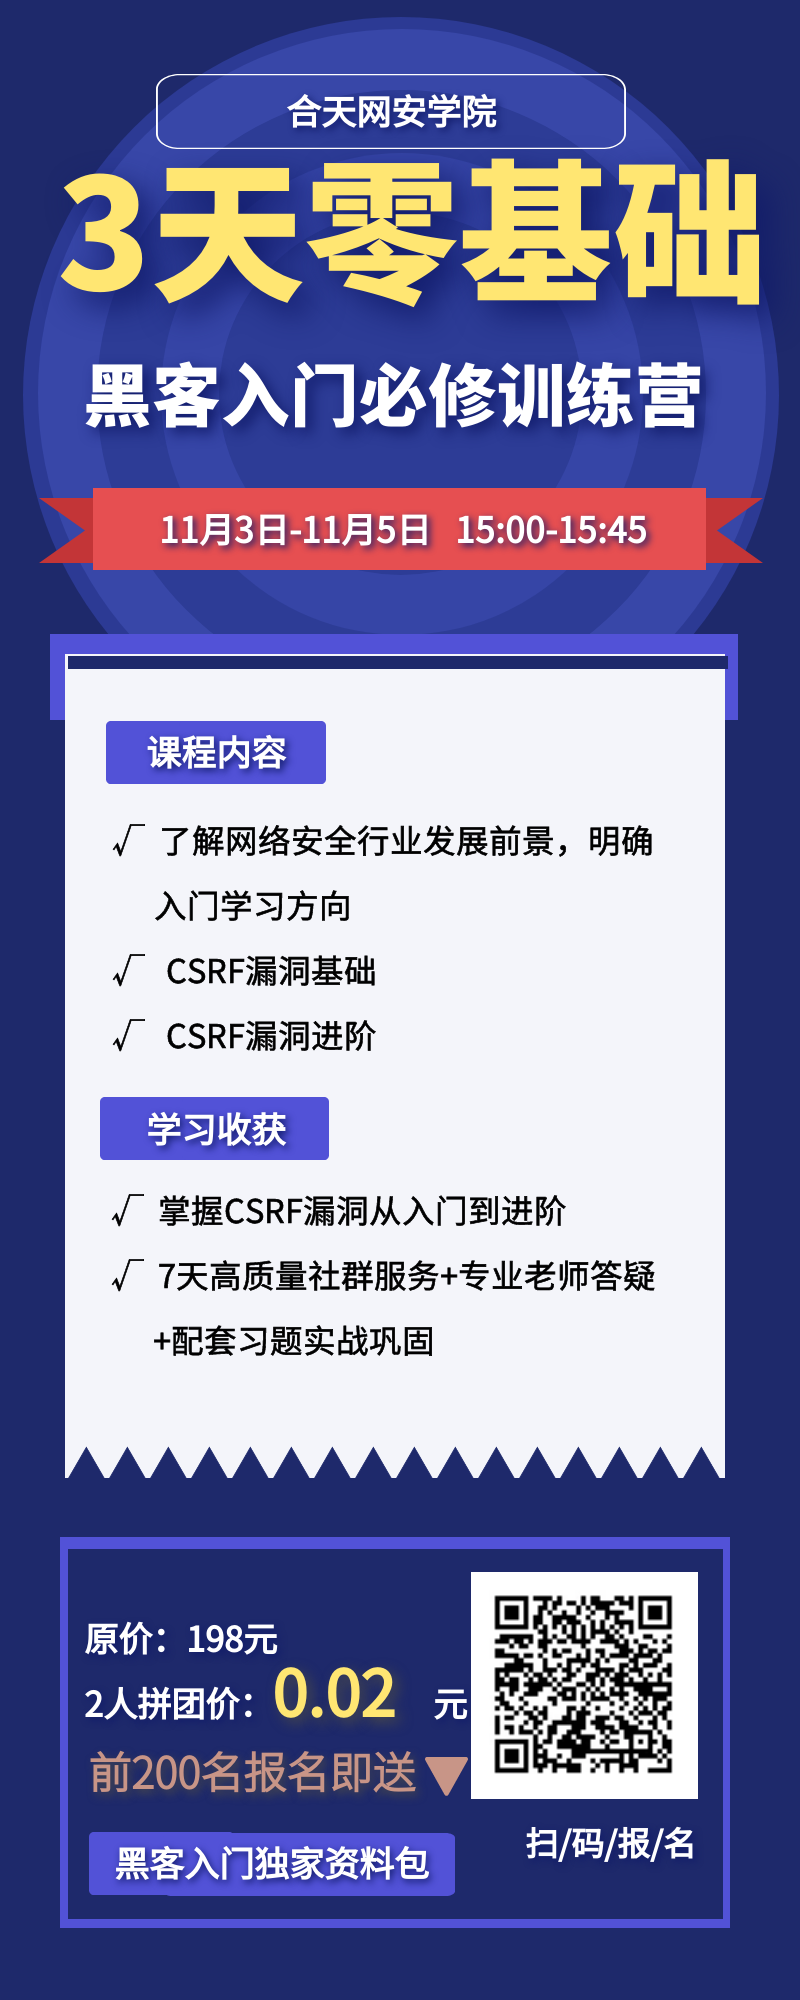 合天网安学院
3天零基础
黑客入门必修训练营
11月3日-11月5日 15:00-15:45
课程内容
√ 了解网络安全行业发展前景，明确
入门学习方向
√ CSRF漏洞基础
√ CSRF漏洞进阶
学习收获
√ 掌握CSRF漏洞从入门到进阶
√ 7天高质量社群服务+专业老师答疑
+配套习题实战巩固
原价：198元
2人拼团价：0.02 元
前200名报名即送
黑客入门独家资料包
扫/码/报/名